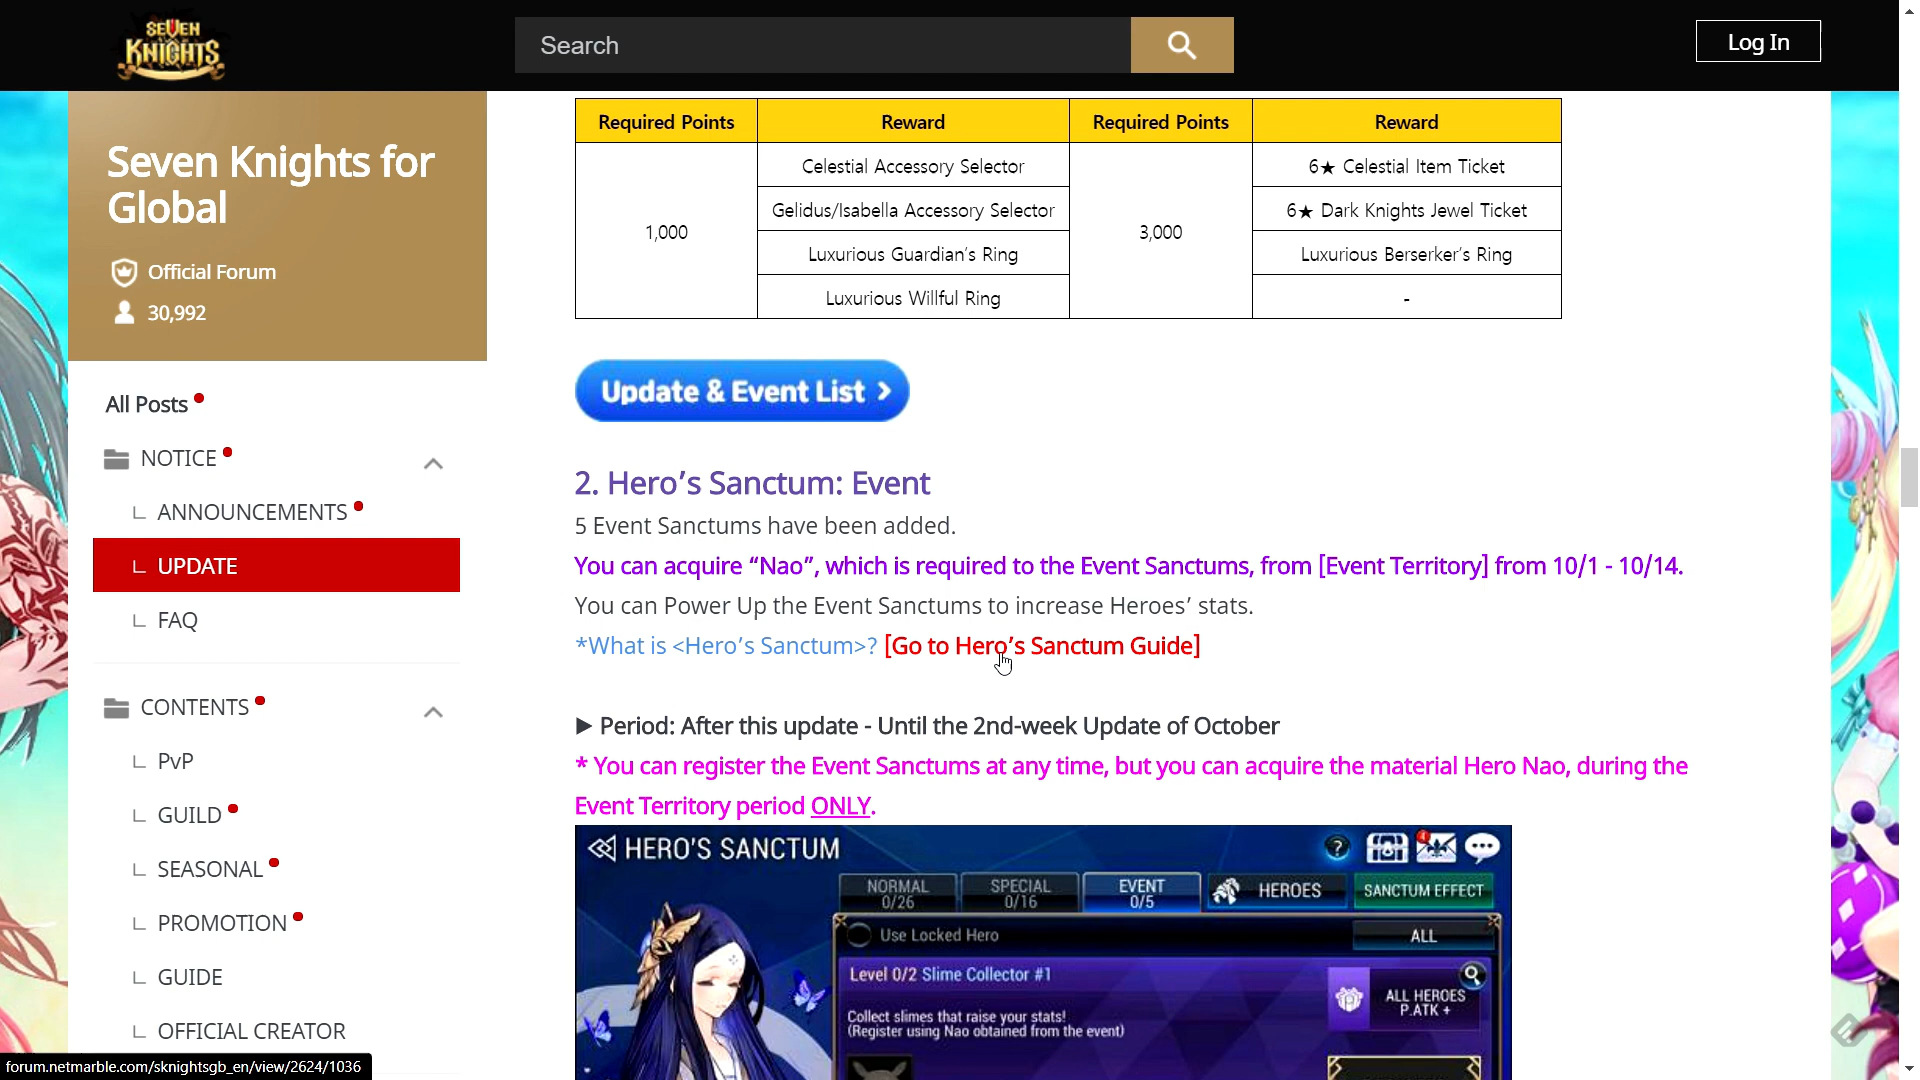 SEVEN
KNIGHTS
Search
Log In
Seven Knights for
Global
Official Forum
30,992
All Posts
NOTICE
ANNOUNCEMENTS
UPDATE
FAQ
CONTENTS
PvP
GUILD
SEASONAL
PROMOTION
GUIDE
OFFICIAL CREATOR
Required Points Reward Required Points Reward
1,000 Celestial Accessory Selector 3,000 6★ Celestial Item Ticket
Gelidus/Isabella Accessory Selector 6★ Dark Knights Jewel Ticket
Luxurious Guardian's Ring Luxurious Berserker's Ring
Luxurious Willful Ring -
Update & Event List >
2. Hero's Sanctum: Event
5 Event Sanctums have been added.
You can acquire “Nao”, which is required to the Event Sanctums, from [Event Territory] from 10/1 - 10/14.
You can Power Up the Event Sanctums to increase Heroes' stats.
*What is <Hero's Sanctum>? [Go to Hero's Sanctum Guide]
▶ Period: After this update - Until the 2nd-week Update of October
* You can register the Event Sanctums at any time, but you can acquire the material Hero Nao, during the
Event Territory period ONLY.
HERO'S SANCTUM
? 4
NORMAL SPECIAL EVENT HEROES SANCTUM EFFECT
0/26 0/16 0/5
Use Locked Hero ALL
Level 0/2 Slime Collector #1
ALL HEROES
P.ATK +
Collect slimes that raise your stats!
(Register using Nao obtained from the event)
forum.netmarble.com/sknightsgb_en/view/2624/1036